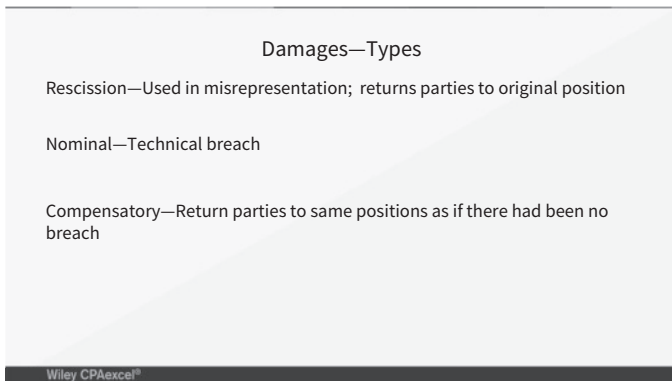 Damages—Types
Rescission—Used in misrepresentation; returns parties to original position
Nominal—Technical breach
Compensatory—Return parties to same positions as if there had been no
breach
Wiley CPAexcel®